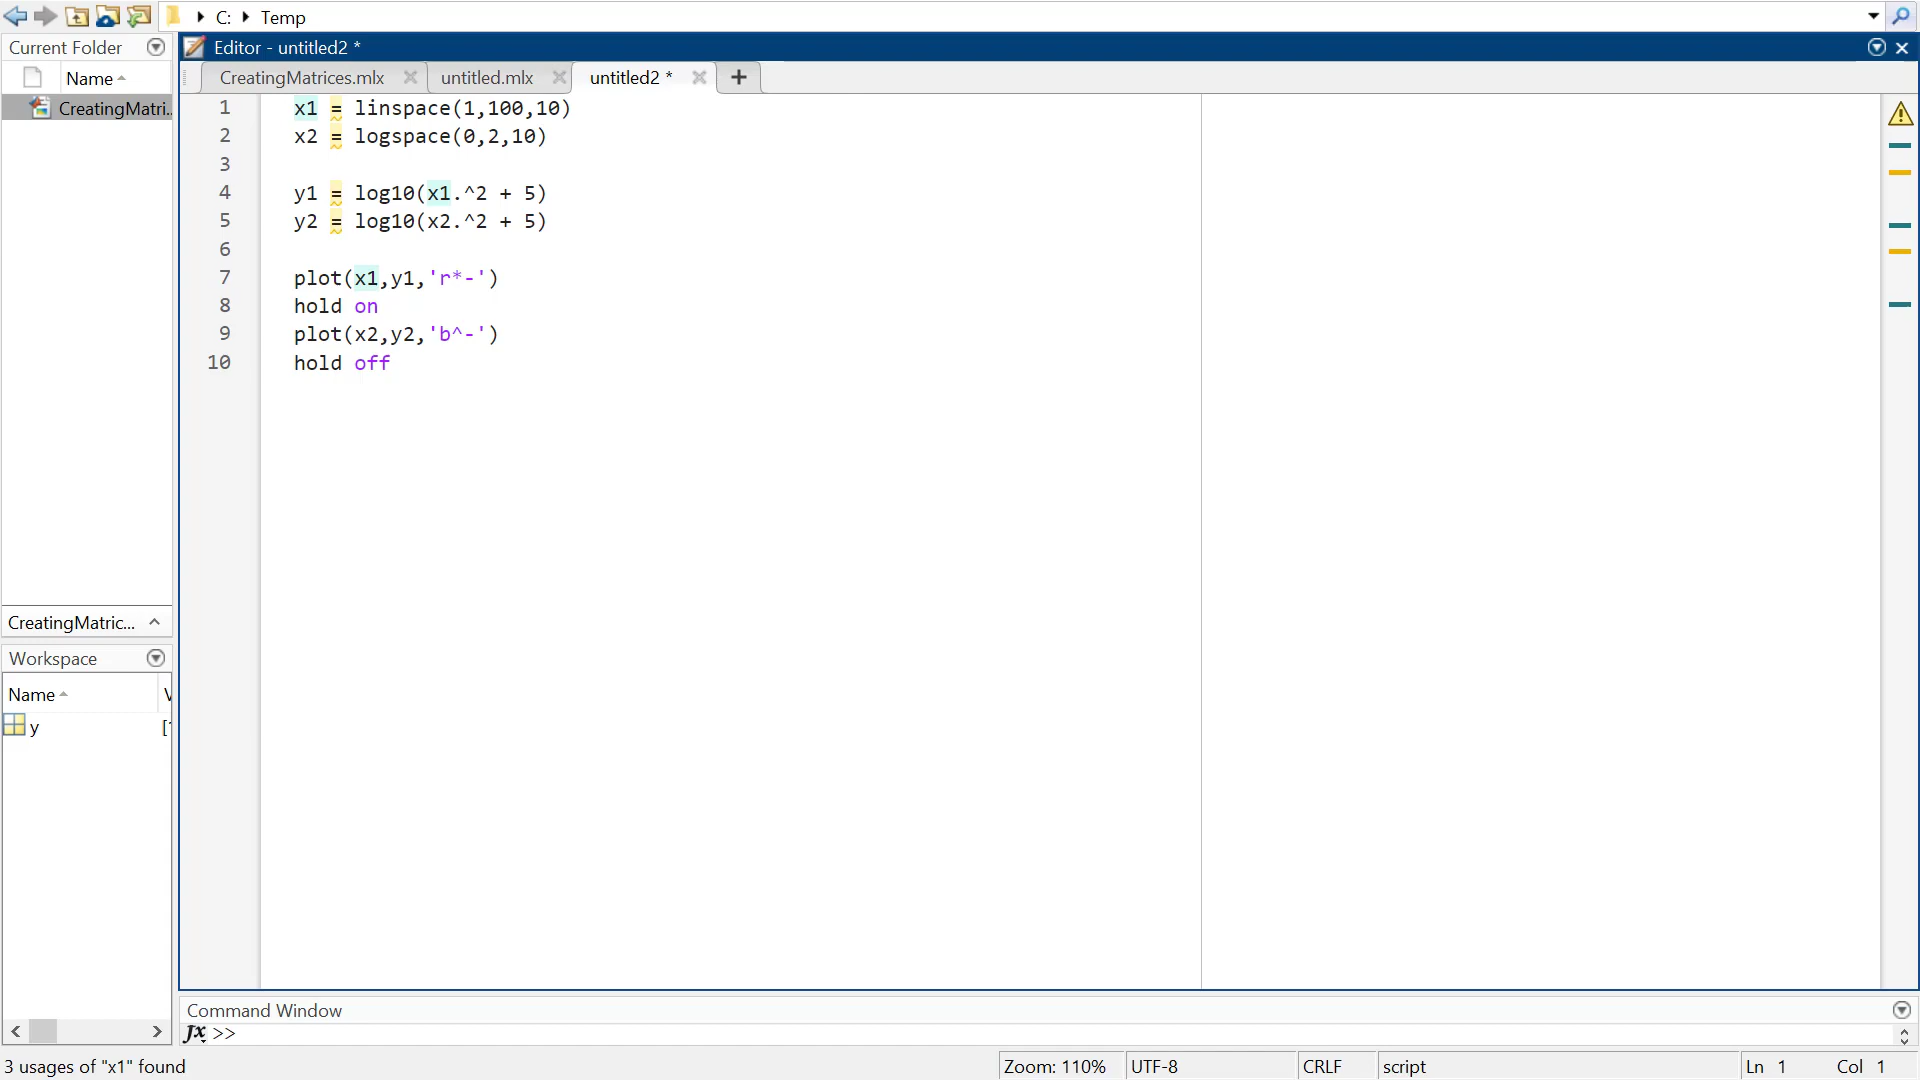 C: Temp
Current Folder
Editor - untitled2 *
Name
CreatingMatrices.mlx
untitled.mlx
untitled2 *
+
CreatingMatri...
1 x1 = linspace(1,100,10)
2 x2 = logspace(0,2,10)
3
4 y1 = log10(x1.^2 + 5)
5 y2 = log10(x2.^2 + 5)
6
7 plot(x1,y1,'r*-')
8 hold on
9 plot(x2,y2,'b^-')
10 hold off
CreatingMatric...
Workspace
Name
y
Command Window
fx >>
3 usages of "x1" found
Zoom: 110%
UTF-8
CRLF
script
Ln 1 Col 1